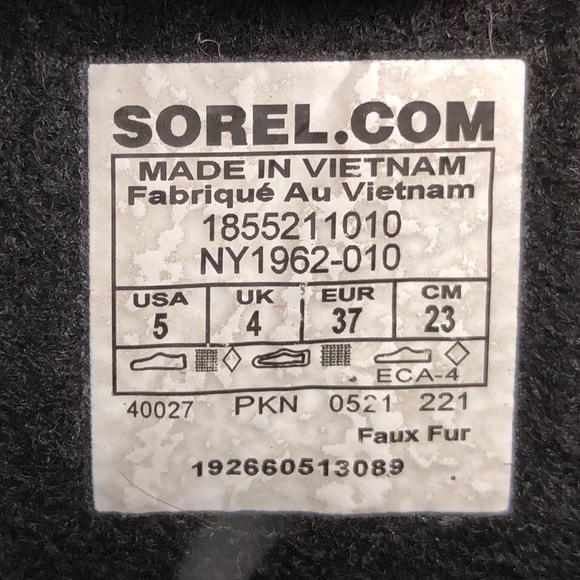 SOREL.COM
MADE IN VIETNAM
Fabriqué Au Vietnam
1855211010
NY1962-010
USA UK EUR CM
5 4 37 23
ECA-4
40027 PKN 0521 221
Faux Fur
192660513089